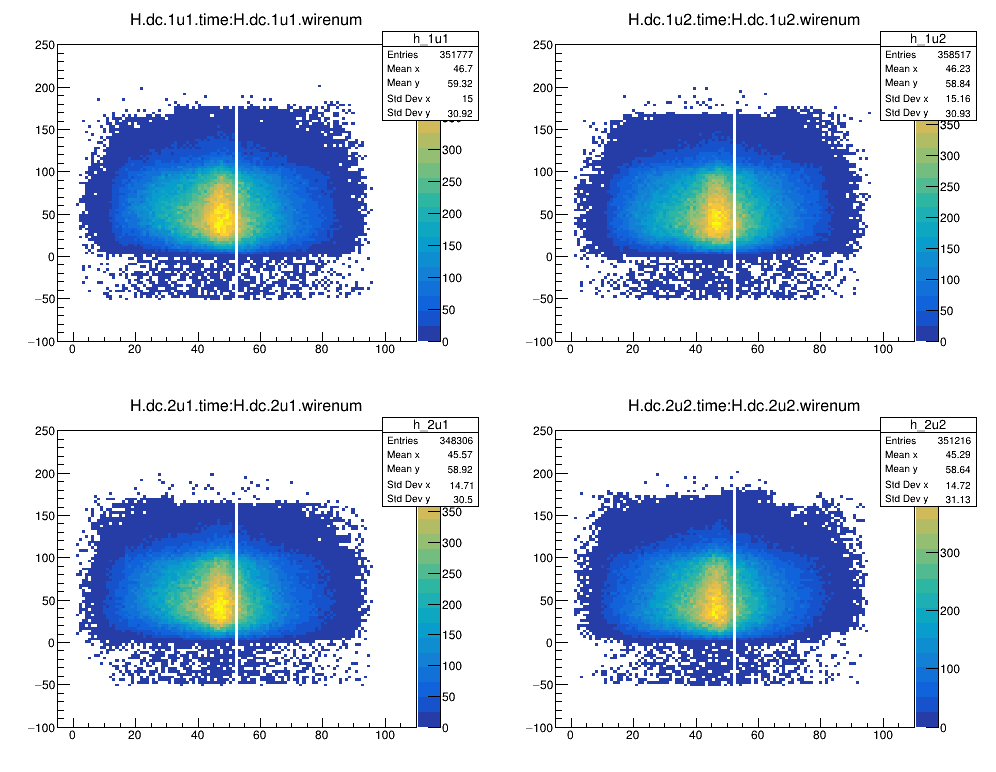 H.dc.1u1.time:H.dc.1u1.wirenum
h_1u1
Entries 351777
Mean x 46.7
Mean y 59.32
Std Dev x 15
Std Dev y 30.92
250
200
150
100
50
0
−50
−100
0 20 40 60 80 100
300
250
200
150
100
50
0
H.dc.1u2.time:H.dc.1u2.wirenum
h_1u2
Entries 358517
Mean x 46.23
Mean y 58.84
Std Dev x 15.16
Std Dev y 30.93
250
200
150
100
50
0
−50
−100
0 20 40 60 80 100
350
300
250
200
150
100
50
0
H.dc.2u1.time:H.dc.2u1.wirenum
h_2u1
Entries 348306
Mean x 45.57
Mean y 58.92
Std Dev x 14.71
Std Dev y 30.5
250
200
150
100
50
0
−50
−100
0 20 40 60 80 100
350
300
250
200
150
100
50
0
H.dc.2u2.time:H.dc.2u2.wirenum
h_2u2
Entries 351216
Mean x 45.29
Mean y 58.64
Std Dev x 14.72
Std Dev y 31.13
250
200
150
100
50
0
−50
−100
0 20 40 60 80 100
300
200
100
0